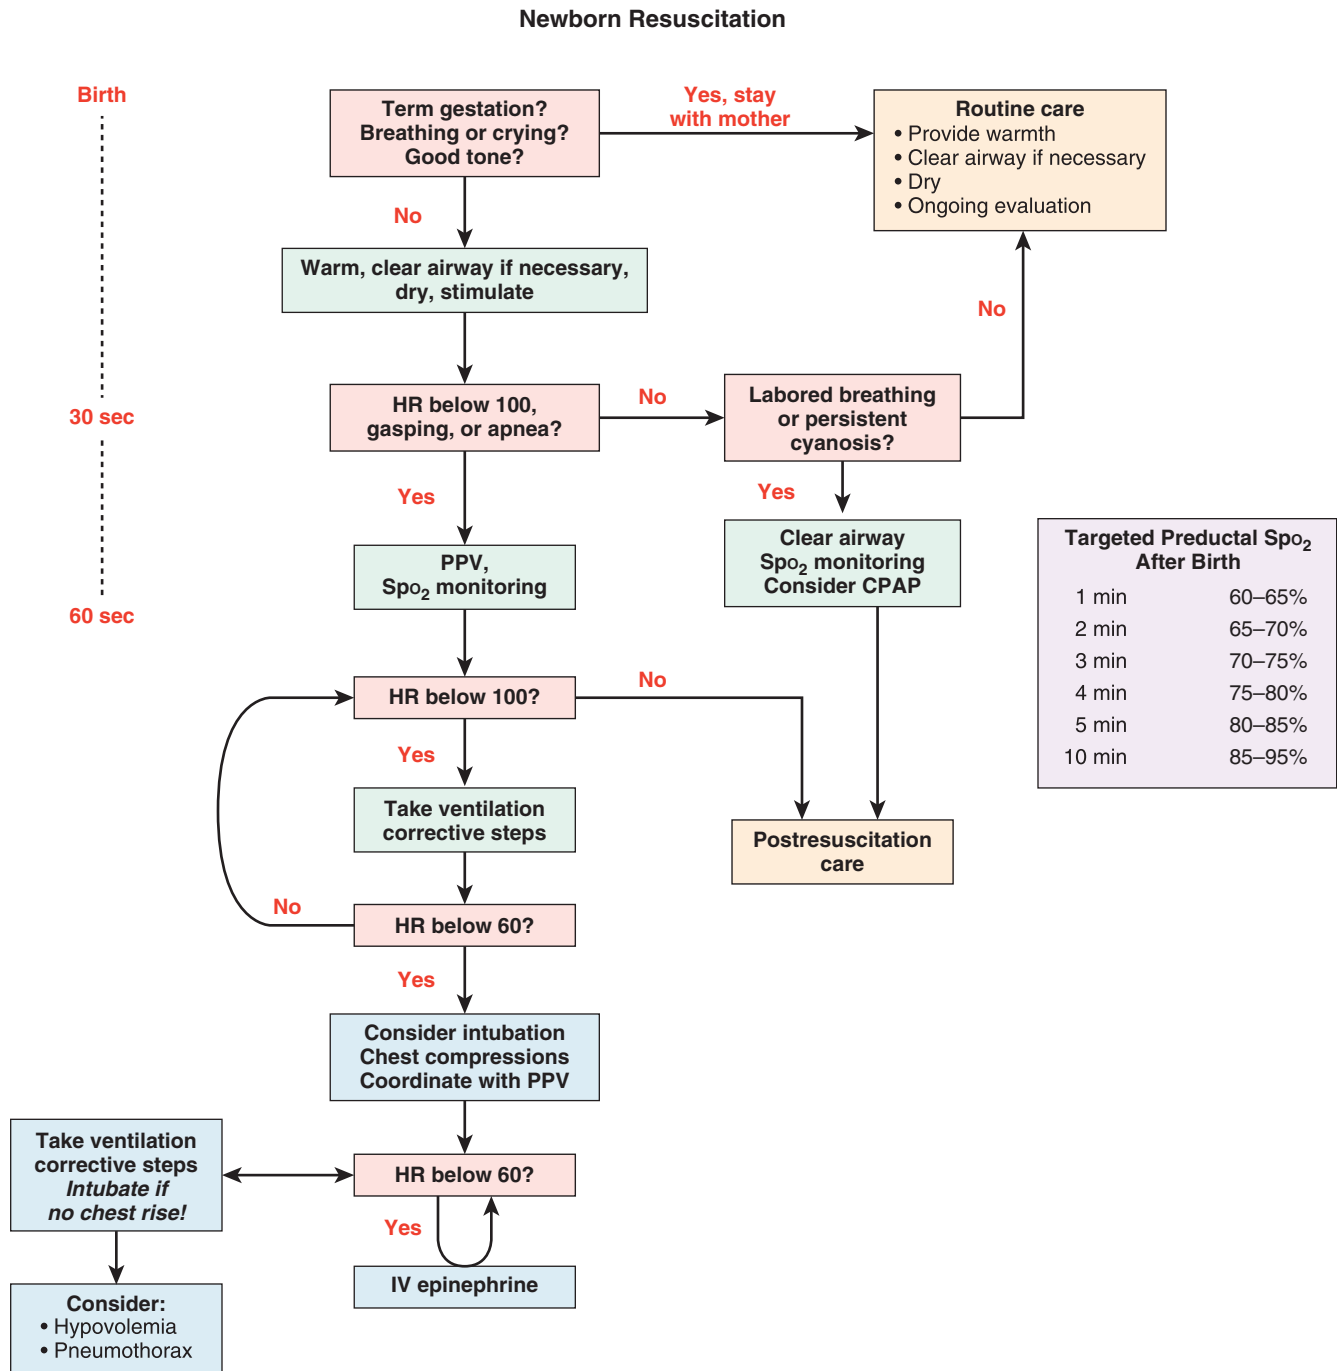 Newborn Resuscitation
Birth
30 sec
60 sec
Term gestation?
Breathing or crying?
Good tone?
Yes, stay
with mother
Routine care
• Provide warmth
• Clear airway if necessary
• Dry
• Ongoing evaluation
No
Warm, clear airway if necessary,
dry, stimulate
No
HR below 100,
gasping, or apnea?
No
Labored breathing
or persistent
cyanosis?
Yes
Yes
PPV,
Spo₂ monitoring
Clear airway
Spo₂ monitoring
Consider CPAP
Targeted Preductal Spo₂
After Birth
1 min 60–65%
2 min 65–70%
3 min 70–75%
4 min 75–80%
5 min 80–85%
10 min 85–95%
HR below 100?
No
Yes
Take ventilation
corrective steps
Postresuscitation
care
No
HR below 60?
Yes
Consider intubation
Chest compressions
Coordinate with PPV
Take ventilation
corrective steps
Intubate if
no chest rise!
HR below 60?
Yes
IV epinephrine
Consider:
• Hypovolemia
• Pneumothorax